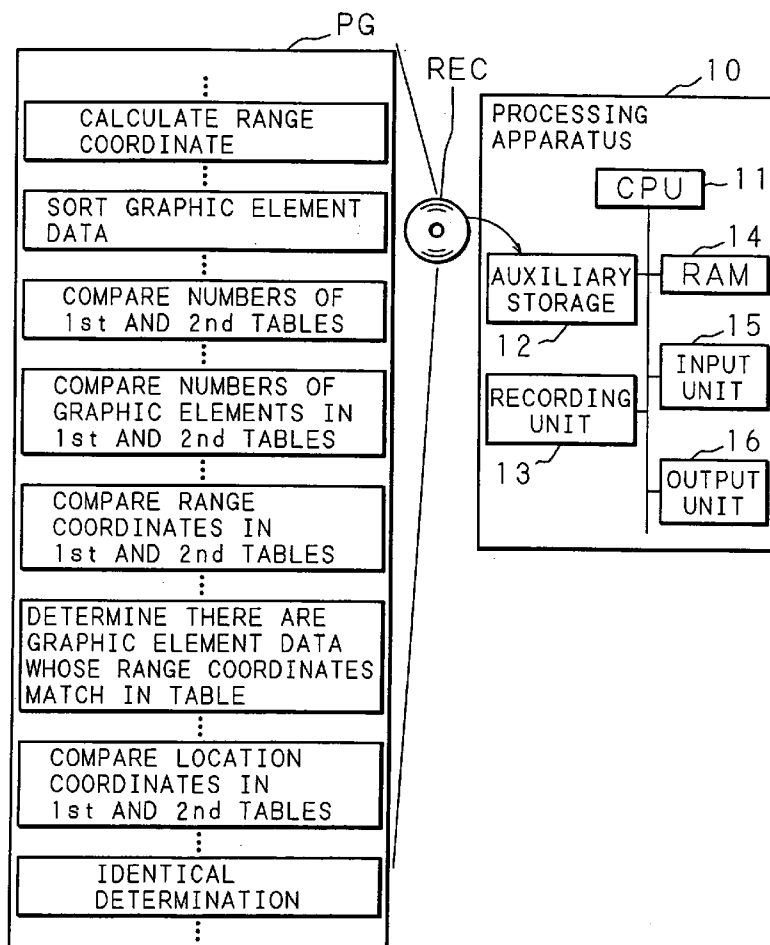 PG
CALCULATE RANGE
COORDINATE
SORT GRAPHIC ELEMENT
DATA
COMPARE NUMBERS OF
1st AND 2nd TABLES
COMPARE NUMBERS OF
GRAPHIC ELEMENTS IN
1st AND 2nd TABLES
COMPARE RANGE
COORDINATES IN
1st AND 2nd TABLES
DETERMINE THERE ARE
GRAPHIC ELEMENT DATA
WHOSE RANGE COORDINATES
MATCH IN TABLE
COMPARE LOCATION
COORDINATES IN
1st AND 2nd TABLES
IDENTICAL
DETERMINATION
REC
10
PROCESSING
APPARATUS
CPU
11
14
RAM
AUXILIARY
STORAGE
12
15
INPUT
UNIT
RECORDING
UNIT
13
16
OUTPUT
UNIT